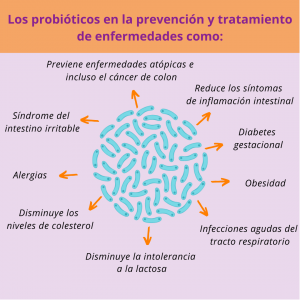 Los probióticos en la prevención y tratamiento
de enfermedades como:
Previene enfermedades atópicas e
incluso el cáncer de colon
Reduce los síntomas
de inflamación intestinal
Síndrome del
intestino irritable
Diabetes
gestacional
Alergias
Obesidad
Disminuye los
niveles de colesterol
Infecciones agudas del
tracto respiratorio
Disminuye la intolerancia
a la lactosa